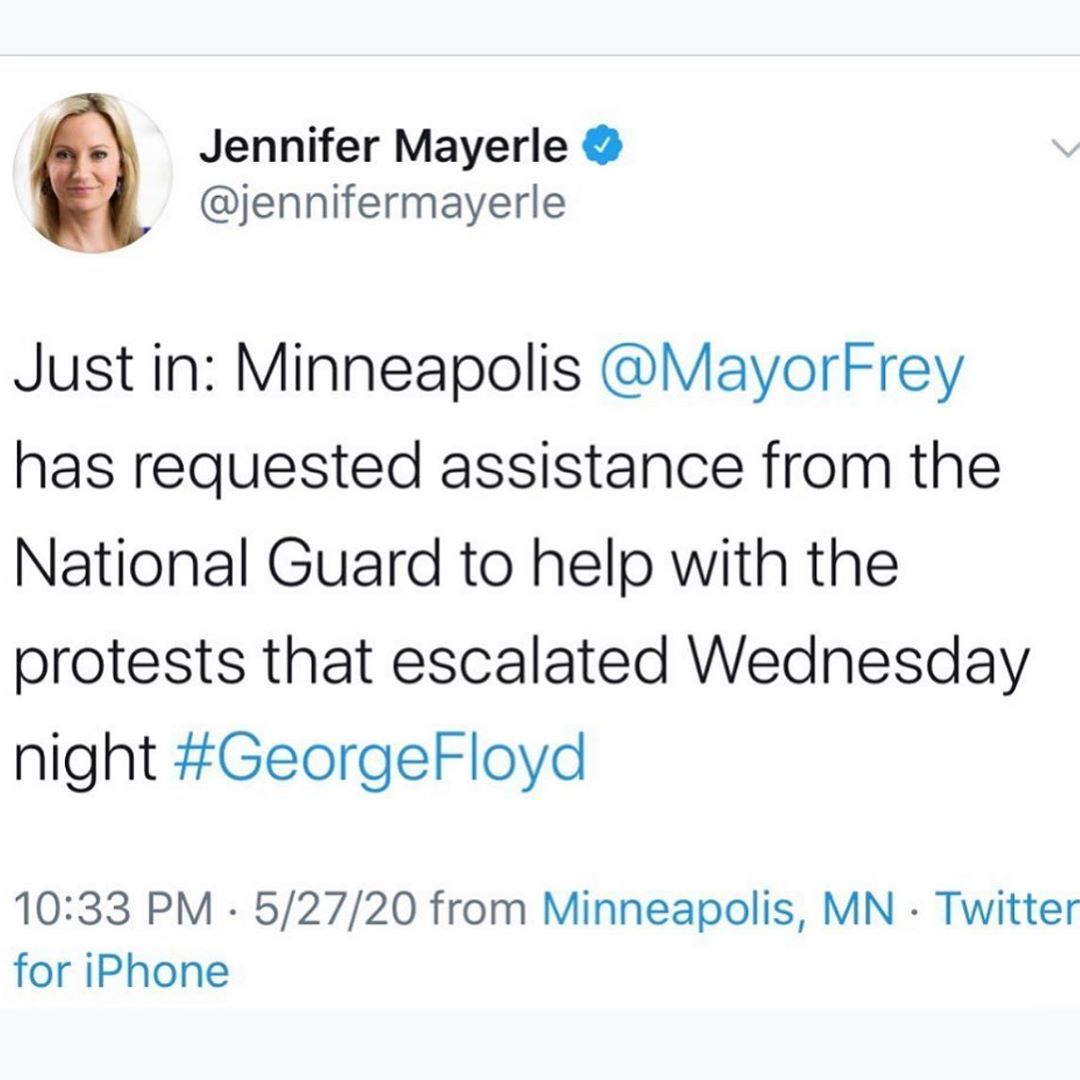 Jennifer Mayerle
@jennifermayerle
Just in: Minneapolis @MayorFrey
has requested assistance from the
National Guard to help with the
protests that escalated Wednesday
night #GeorgeFloyd
10:33 PM · 5/27/20 from Minneapolis, MN · Twitter
for iPhone